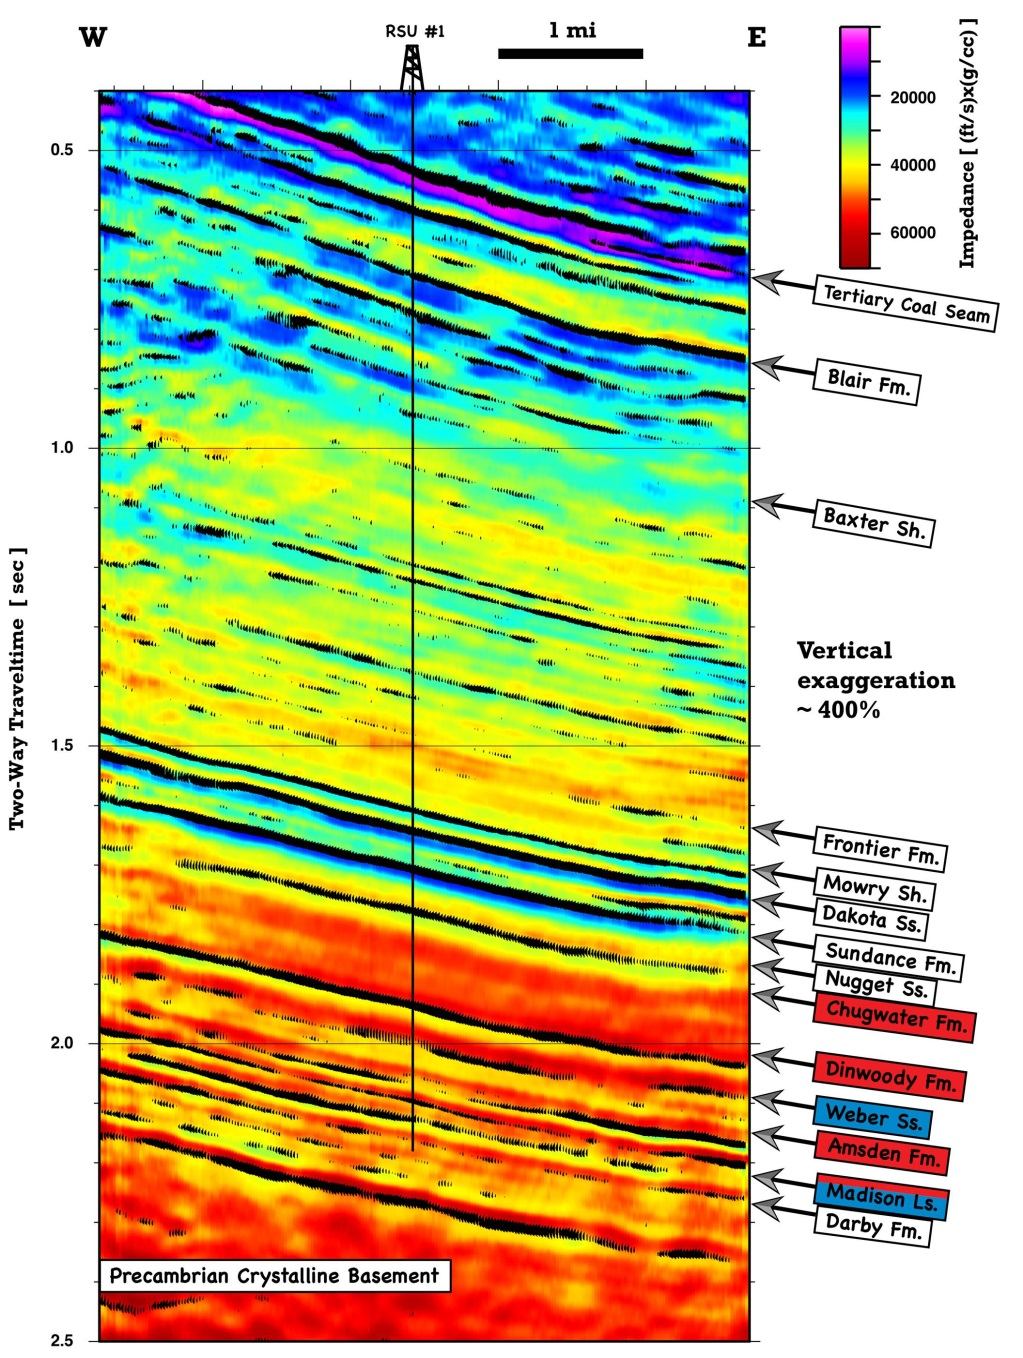 W
RSU #1
1 mi
E
20000
40000
60000
Impedance [ (ft/s)x(g/cc) ]
0.5
1.0
1.5
2.0
2.5
Two-Way Traveltime [ sec ]
Tertiary Coal Seam
Blair Fm.
Baxter Sh.
Vertical
exaggeration
~ 400%
Frontier Fm.
Mowry Sh.
Dakota Ss.
Sundance Fm.
Nugget Ss.
Chugwater Fm.
Dinwoody Fm.
Weber Ss.
Amsden Fm.
Madison Ls.
Darby Fm.
Precambrian Crystalline Basement